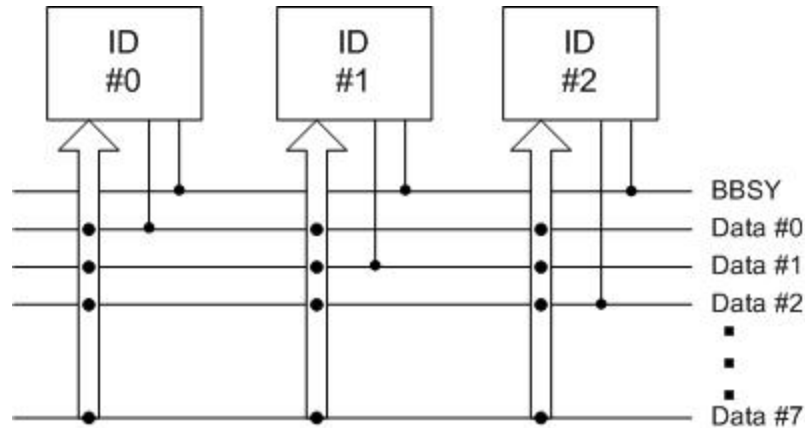 ID
#0
ID
#1
ID
#2
BBSY
Data #0
Data #1
Data #2
Data #7